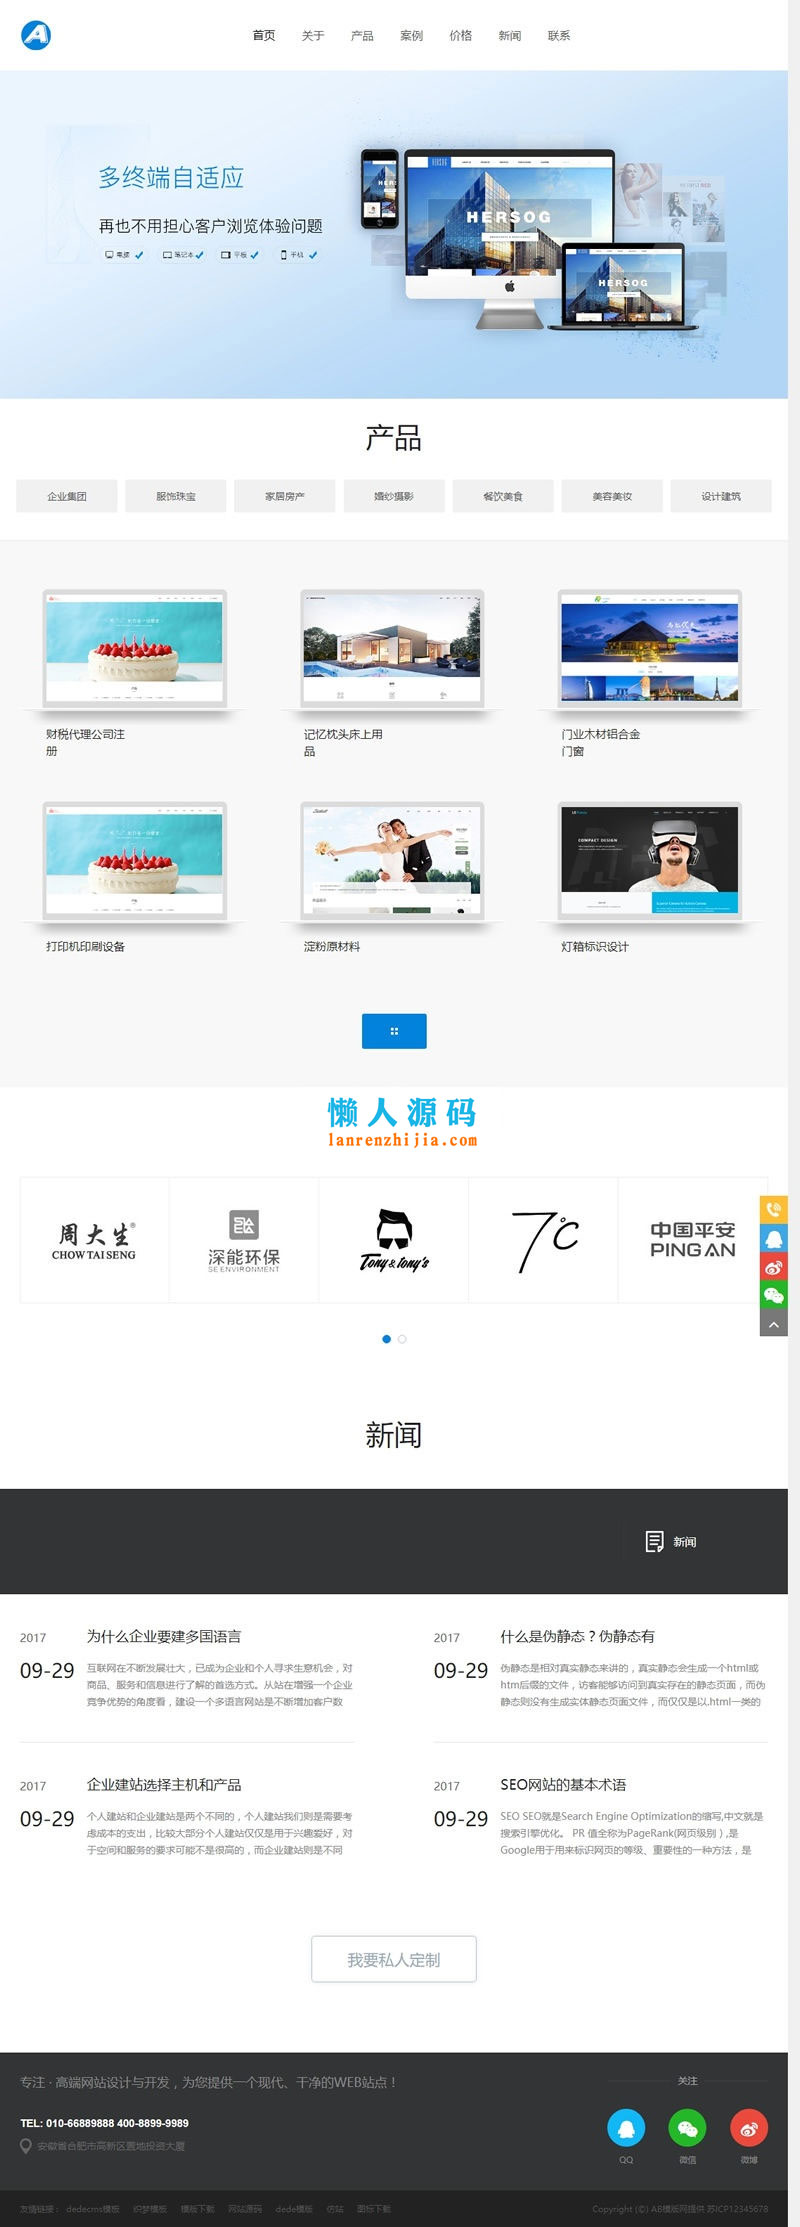 首页 关于 产品 案例 价格 新闻 联系
多终端自适应
再也不用担心客户浏览体验问题
电脑 笔记本 平板 手机
HERSOG
HERSOG
产品
企业集团 服饰珠宝 家居房产 婚纱摄影 餐饮美食 美容美妆 设计建筑
财税代理公司注
册
记忆枕头床上用
品
门业木材铝合金
门窗
COMPACT DESIGN
打印机印刷设备
淀粉原材料
灯箱标识设计
懒人源码
lanrenzhijia.com
周大生®
CHOW TAI SENG
深能环保
SE ENVIRONMENT
Tony & tony's
7℃
中国平安
PING AN
新闻
新闻
2017
09-29
为什么企业要建多国语言
互联网在不断发展壮大，已成为企业和个人寻求生意机会，对
商品、服务和信息进行了解的首选方式。从站在增强一个企业
竞争优势的角度看，建设一个多语言网站是不断增加客户数
2017
09-29
什么是伪静态？伪静态有
伪静态是相对真实静态来讲的，真实静态会生成一个html或
htm后缀的文件，访客能够访问到真实存在的静态页面，而伪
静态则没有生成实体静态页面文件，而仅仅是以.html一类的
2017
09-29
企业建站选择主机和产品
个人建站和企业建站是两个不同的，个人建站我们则是需要考
虑成本的支出，比较大部分个人建站仅仅是用于兴趣爱好，对
于空间和服务的要求可能不是很高的，而企业建站则是不同
2017
09-29
SEO网站的基本术语
SEO SEO就是Search Engine Optimization的缩写,中文就是
搜索引擎优化。 PR 值全称为PageRank(网页级别 ) ,是
Google用于用来标识网页的等级、重要性的一种方法，是
我要私人定制
专注 · 高端网站设计与开发，为您提供一个现代、干净的WEB站点！
TEL: 010-66889888 400-8899-9989
安徽省合肥市高新区置地投资大厦
关注
QQ 微信 微博
友情链接： dedecms模板 织梦模板 模板下载 网站源码 dede模板 仿站 图标下载
Copyright (©) AB模版网提供 苏ICP12345678